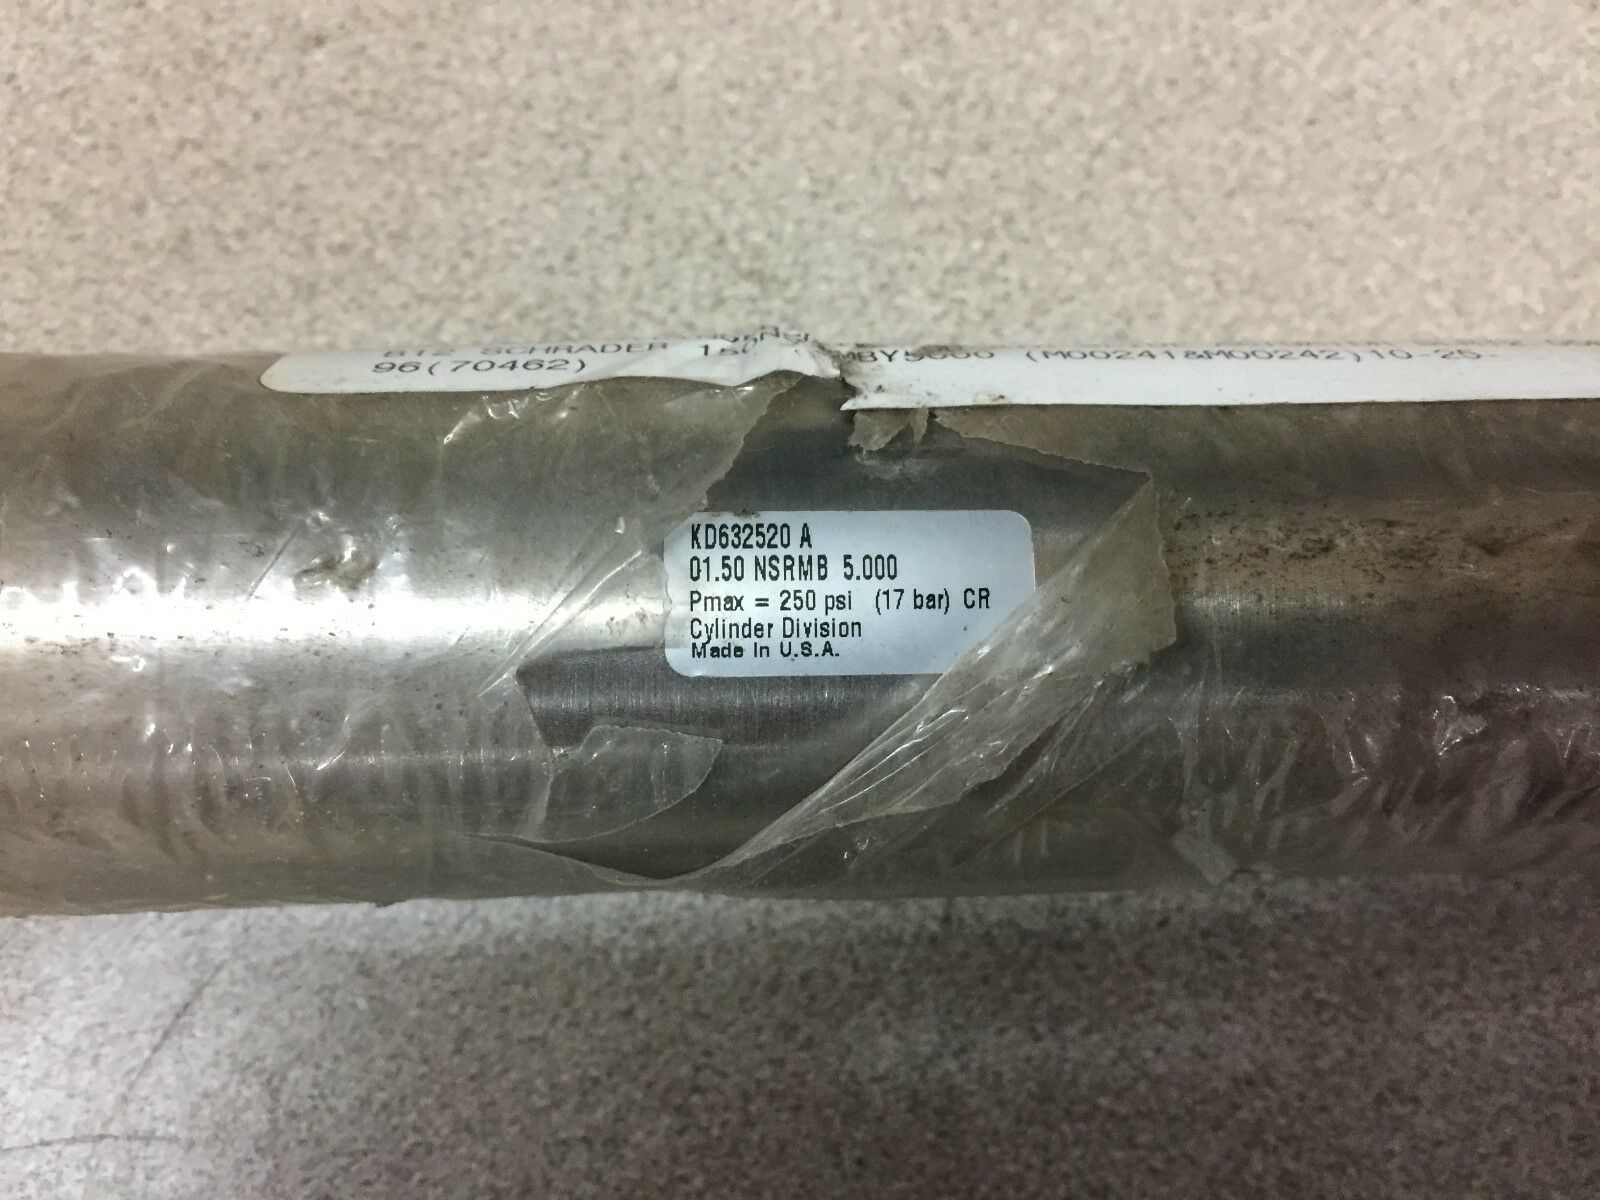 SCHRADER (M00241&M00242)10-25-
96(70462)
KD632520 A
01.50 NSRMB 5.000
Pmax = 250 psi (17 bar) CR
Cylinder Division
Made In U.S.A.